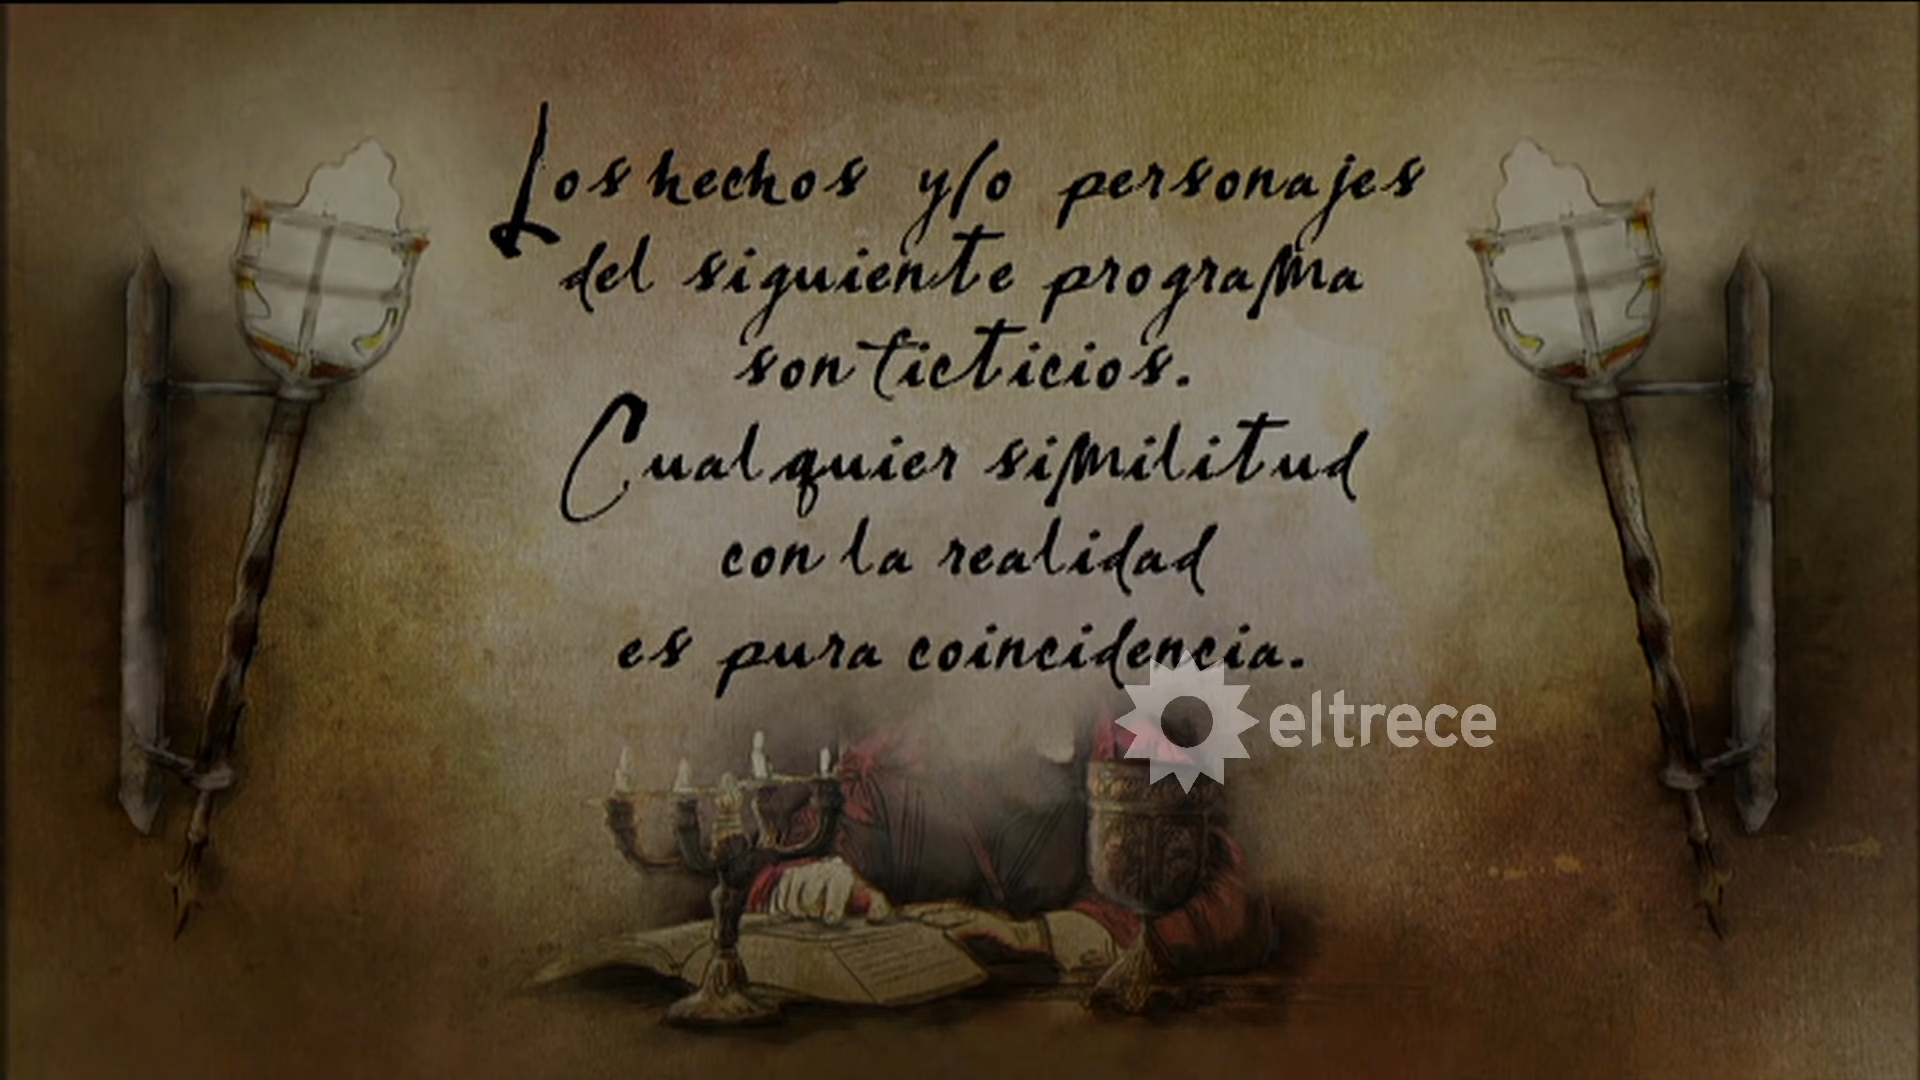 Los hechos y/o personajes
del siguiente programa
son ficticios.
Cualquier similitud
con la realidad
es pura coincidencia.
eltrece